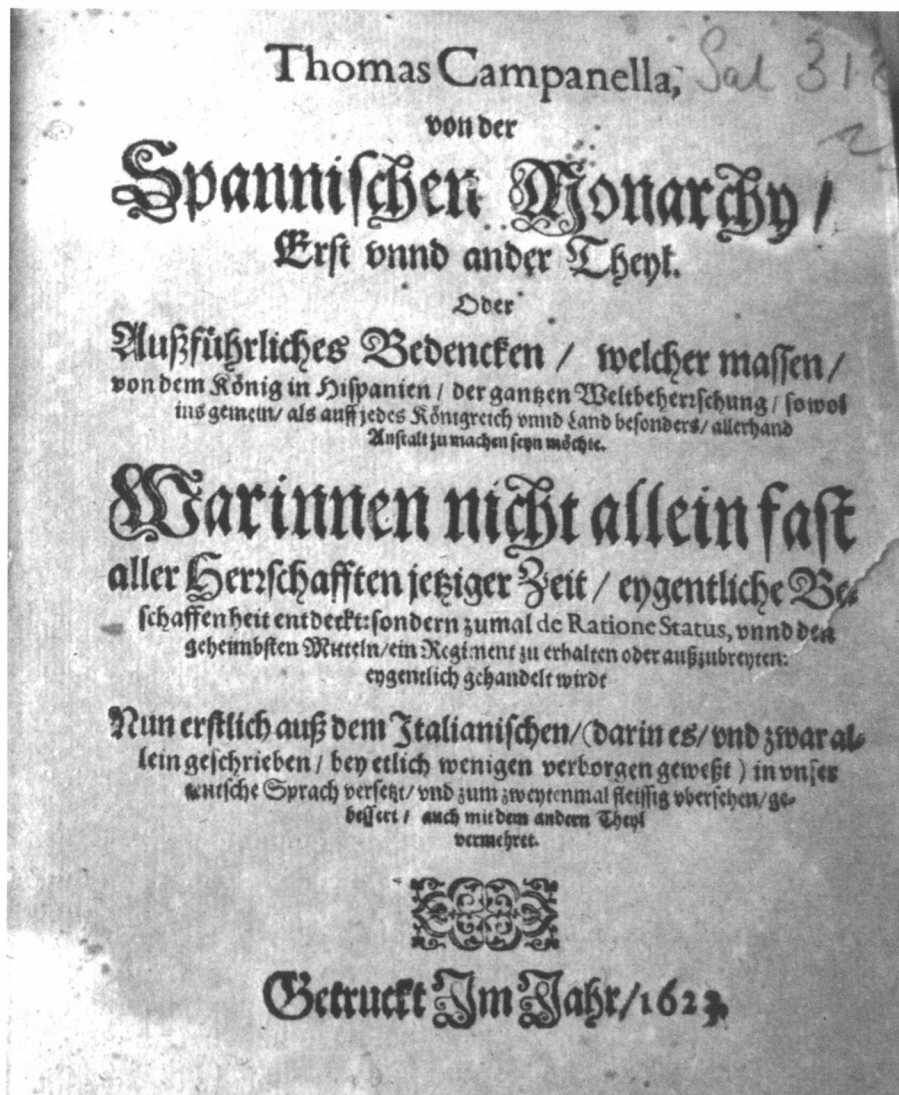 Thomas Campanella, Sal 31
von der
Spannischen Monarchy /
Erst vnnd ander Theyl.
Oder
Außführliches Bedencken / welcher massen /
von dem König in Hispanien / der gantzen Weltbeherrschung / sowol
ins gemein / als auff jedes Königreich vnnd Land besonders / allerhand
Anstalt zu machen seyn möchte.
Warinnen nicht allein fast
aller Herrschafften jetziger Zeit / eygentliche Be-
schaffenheit entdeckt: sondern zumal de Ratione Status, vnnd den
geheimbsten Mitteln / ein Regiment zu erhalten oder außzubreyten:
eygentlich gehandelt wirdt
Nun erstlich auß dem Italianischen / (darin es / vnd zwar al-
lein geschrieben / bey etlich wenigen verborgen geweßt) in vnser
teutsche Sprach versetzt / vnd zum zweytenmal fleissig vbersehen / ge-
bessert / auch mit dem andern Theyl
vermehret.
Getruckt Im Jahr / 1623.